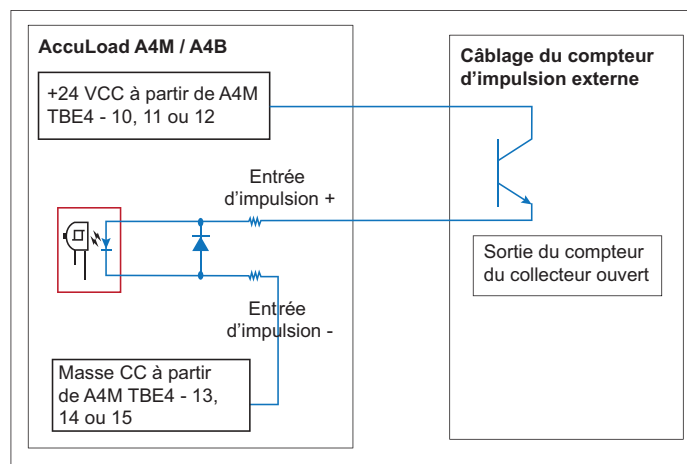 AccuLoad A4M / A4B
+24 VCC à partir de A4M
TBE4 - 10, 11 ou 12
Entrée
d'impulsion +
Entrée
d'impulsion -
Masse CC à partir
de A4M TBE4 - 13,
14 ou 15
Câblage du compteur
d'impulsion externe
Sortie du compteur
du collecteur ouvert